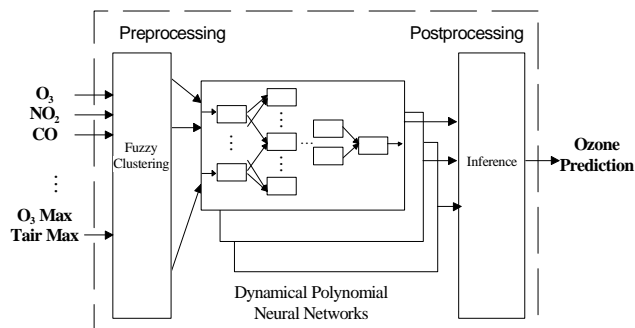 Preprocessing
Postprocessing
O₃
NO₂
CO
⋮
O₃ Max
Tair Max
Fuzzy
Clustering
Dynamical Polynomial
Neural Networks
Inference
Ozone
Prediction